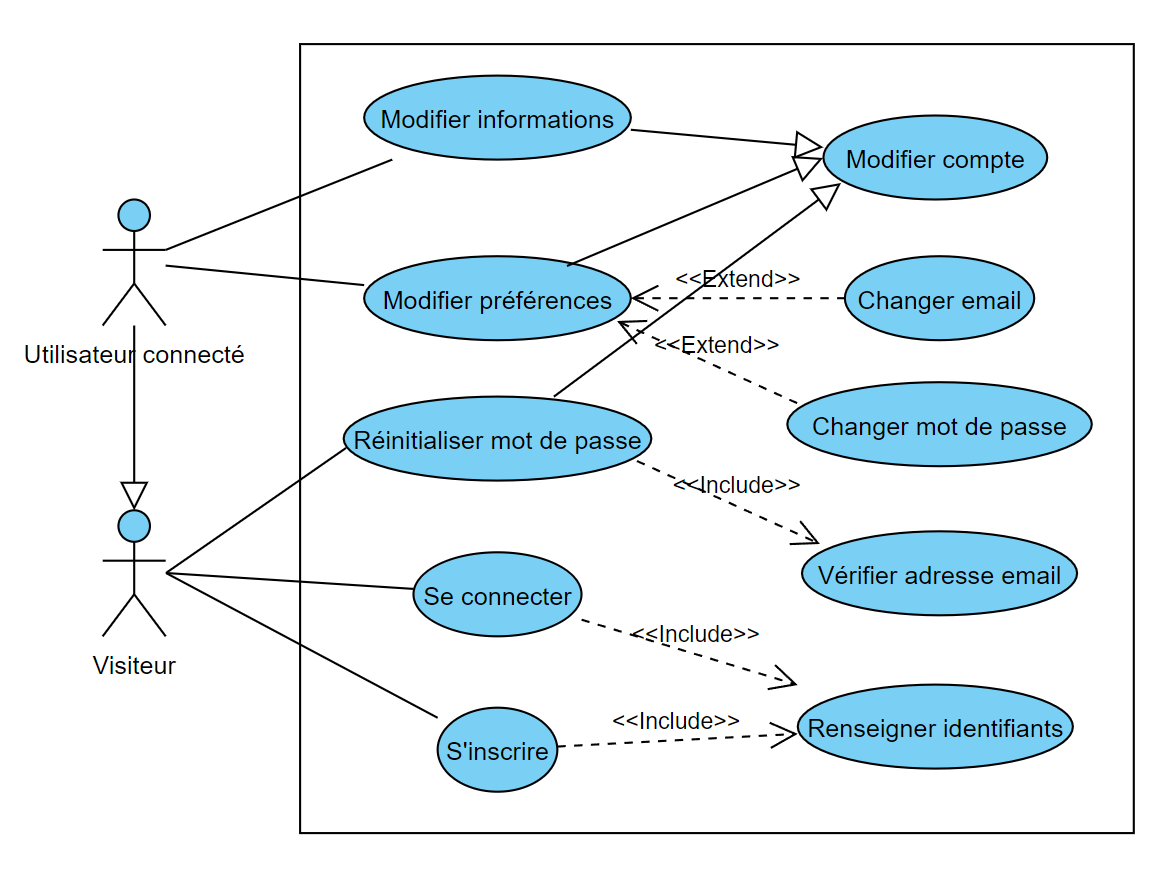 Modifier informations
Modifier compte
Utilisateur connecté
Modifier préférences
<<Extend>>
Changer email
<<Extend>>
Changer mot de passe
Réinitialiser mot de passe
<<Include>>
Vérifier adresse email
Visiteur
Se connecter
<<Include>>
S'inscrire
<<Include>>
Renseigner identifiants